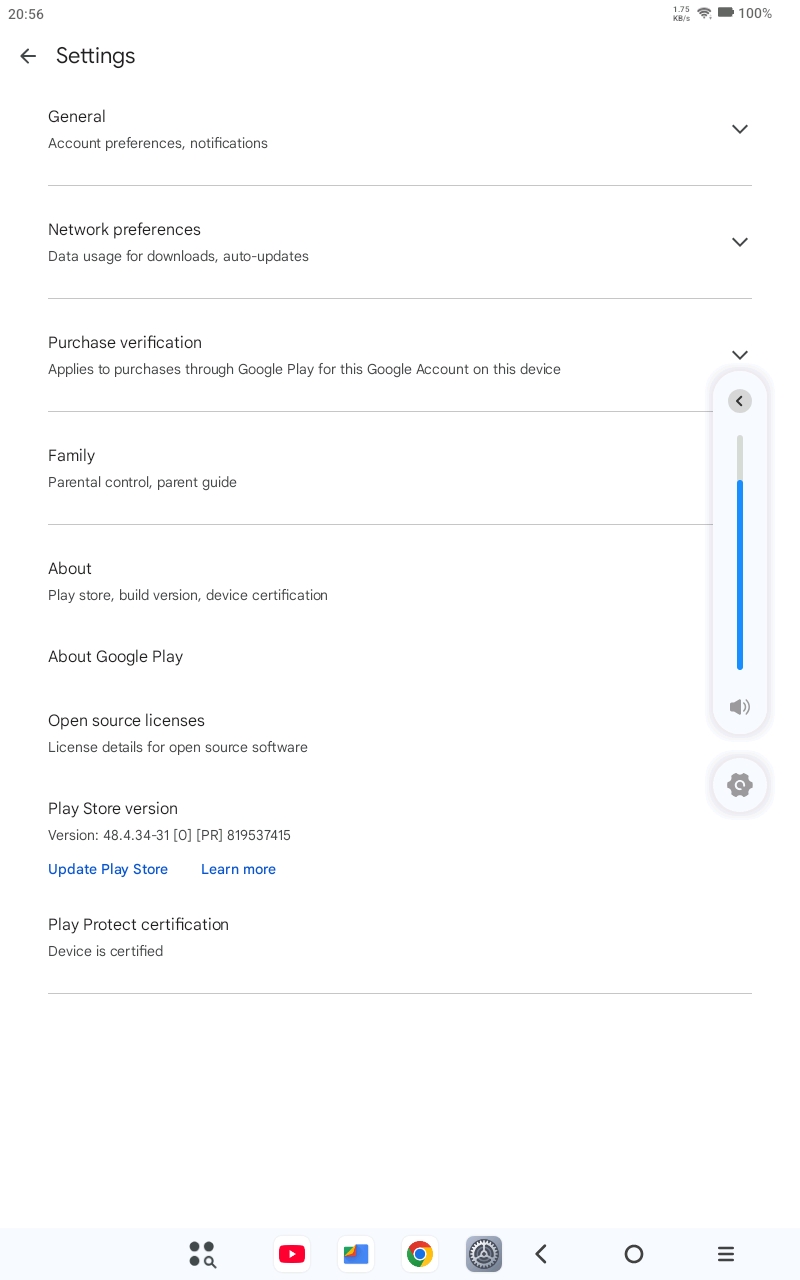 20:56
1.75
KB/s
100%
Settings
General
Account preferences, notifications
Network preferences
Data usage for downloads, auto-updates
Purchase verification
Applies to purchases through Google Play for this Google Account on this device
Family
Parental control, parent guide
About
Play store, build version, device certification
About Google Play
Open source licenses
License details for open source software
Play Store version
Version: 48.4.34-31 [0] [PR] 819537415
Update Play Store Learn more
Play Protect certification
Device is certified